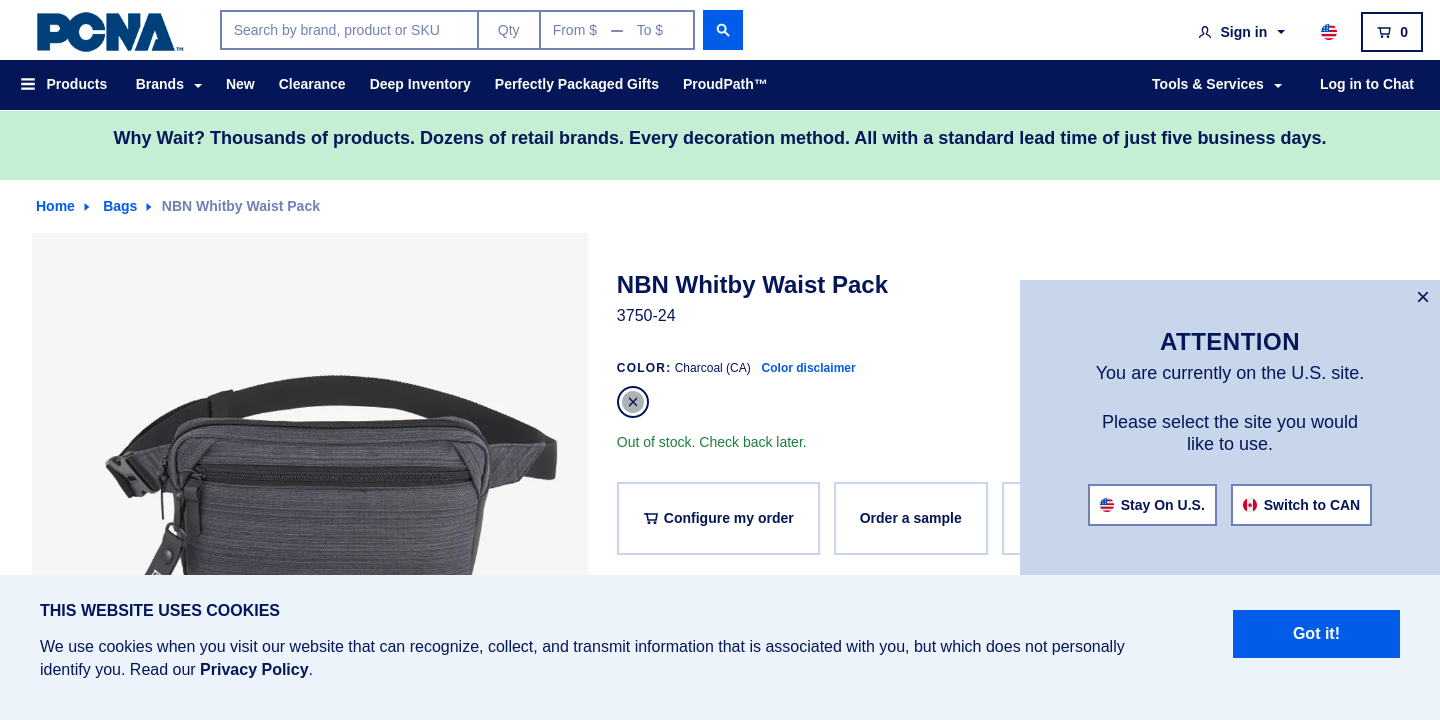 PCNA™
Search by brand, product or SKU
Qty
From $ — To $
Sign in
0
Products
Brands
New
Clearance
Deep Inventory
Perfectly Packaged Gifts
ProudPath™
Tools & Services
Log in to Chat
Why Wait? Thousands of products. Dozens of retail brands. Every decoration method. All with a standard lead time of just five business days.
Home
Bags
NBN Whitby Waist Pack
NBN Whitby Waist Pack
3750-24
COLOR: Charcoal (CA) Color disclaimer
Out of stock. Check back later.
Configure my order
Order a sample
×
ATTENTION
You are currently on the U.S. site.
Please select the site you would
like to use.
Stay On U.S.
Switch to CAN
THIS WEBSITE USES COOKIES
We use cookies when you visit our website that can recognize, collect, and transmit information that is associated with you, but which does not personally
identify you. Read our Privacy Policy.
Got it!